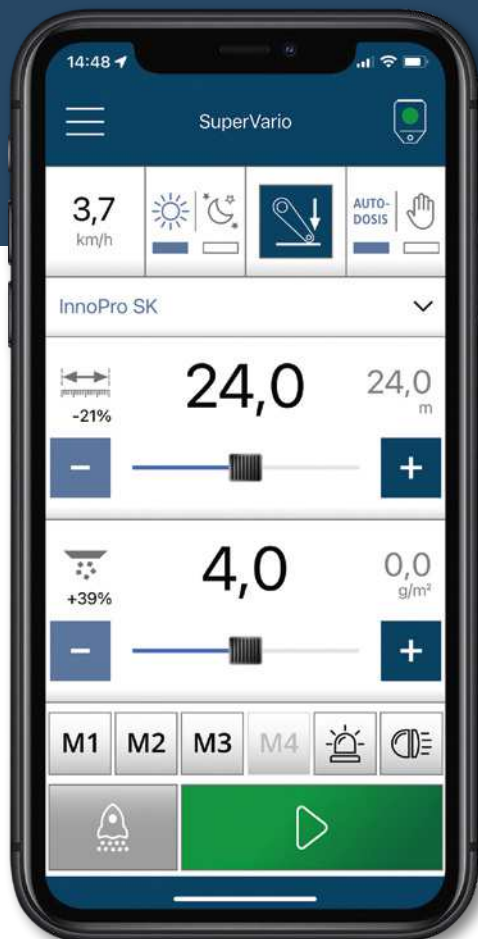 14:48
SuperVario
3,7
km/h
AUTO-
DOSIS
InnoPro SK
24,0
24,0
m
-21%
-
+
4,0
0,0
g/m²
+39%
-
+
M1 M2 M3 M4